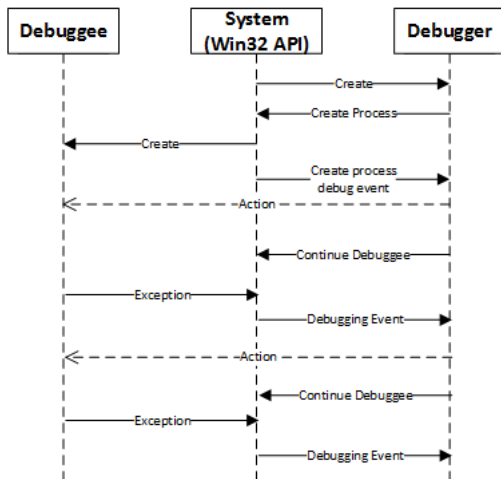 Debuggee
System
(Win32 API)
Debugger
Create
Create Process
Create
Create process
debug event
Action
Continue Debuggee
Exception
Debugging Event
Action
Continue Debuggee
Exception
Debugging Event